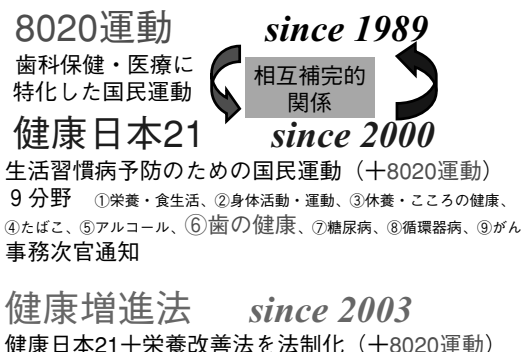 8020運動 since 1989
歯科保健・医療に
特化した国民運動
相互補完的
関係
健康日本21 since 2000
生活習慣病予防のための国民運動（＋8020運動）
９分野 ①栄養・食生活、②身体活動・運動、③休養・こころの健康、
④たばこ、⑤アルコール、⑥歯の健康、⑦糖尿病、⑧循環器病、⑨がん
事務次官通知
健康増進法 since 2003
健康日本21＋栄養改善法を法制化（＋8020運動）